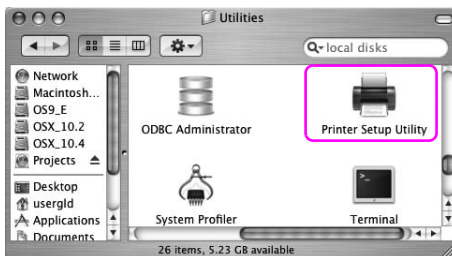 Utilities
local disks
Network
Macintosh...
OS9_E
OSX_10.2
OSX_10.4
Projects
Desktop
usergld
Applications
Documents
ODBC Administrator
Printer Setup Utility
System Profiler
Terminal
26 items, 5.23 GB available